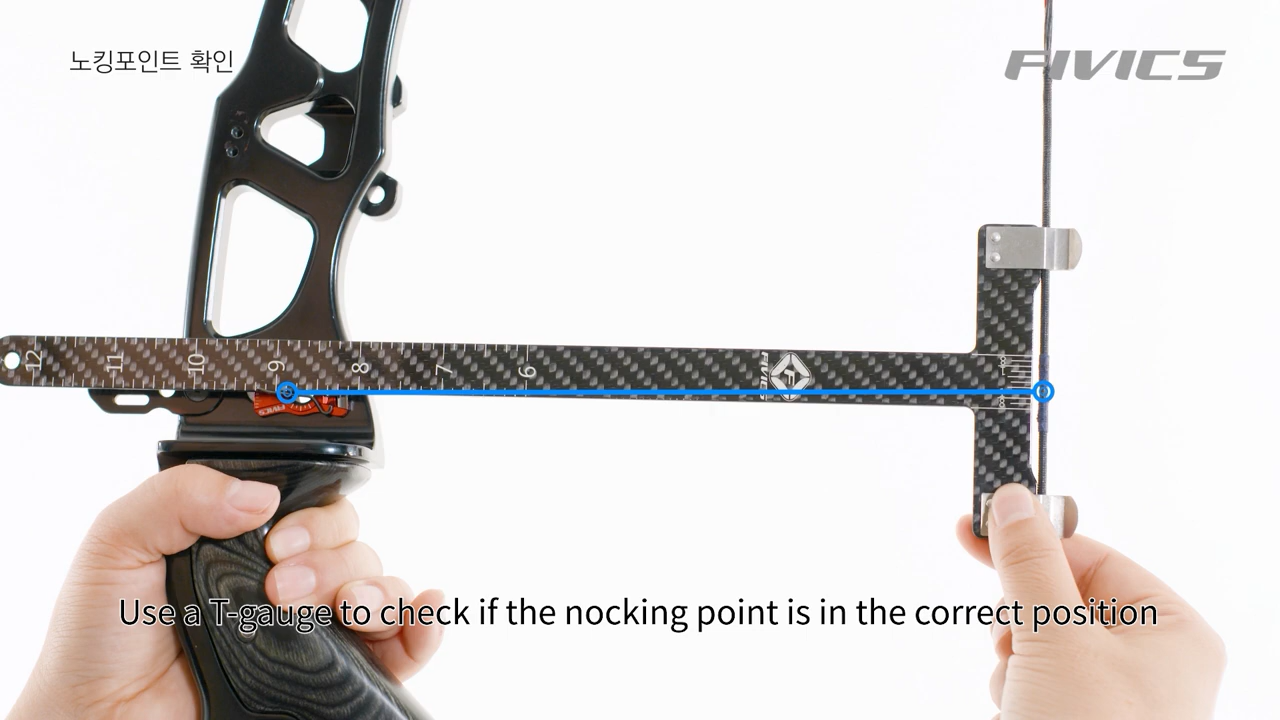 노킹포인트 확인
FIVICS
12 11 10 9 8 7 6
FIVICS
FIVICS
Use a T-gauge to check if the nocking point is in the correct position